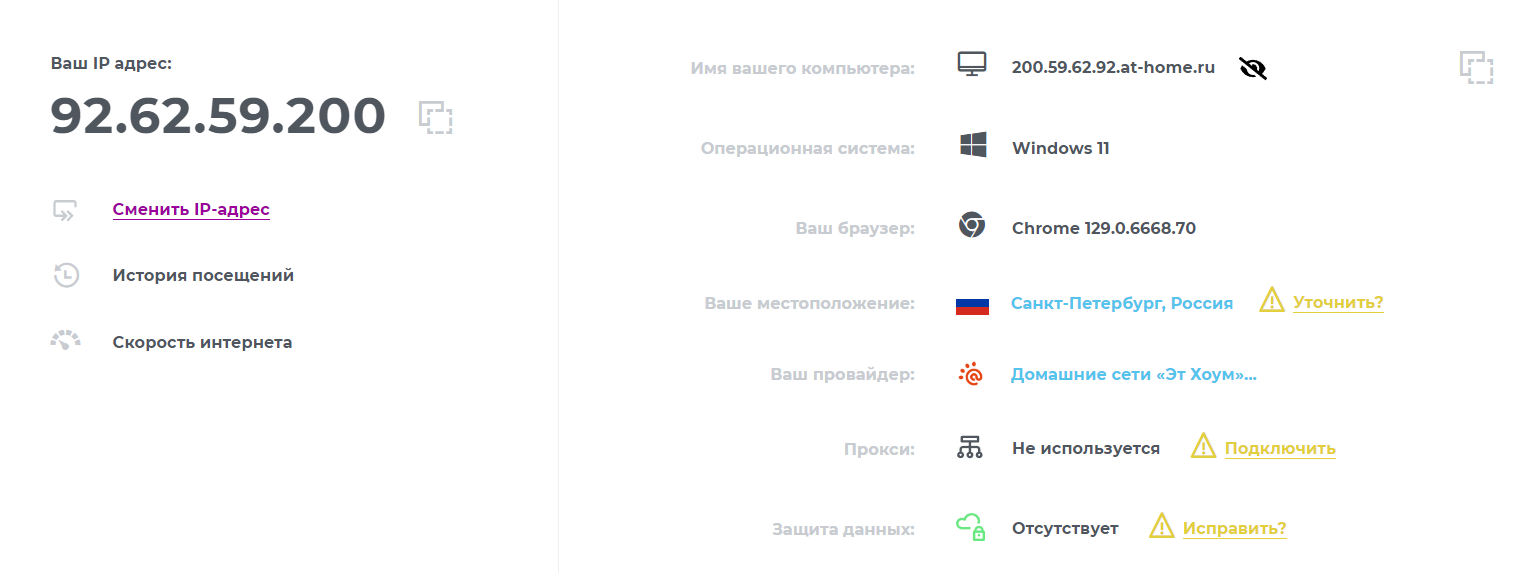 Ваш IP адрес:
92.62.59.200
Сменить IP-адрес
История посещений
Скорость интернета
Имя вашего компьютера: 200.59.62.92.at-home.ru
Операционная система: Windows 11
Ваш браузер: Chrome 129.0.6668.70
Ваше местоположение: Санкт-Петербург, Россия Уточнить?
Ваш провайдер: Домашние сети «Эт Хоум»...
Прокси: Не используется Подключить
Защита данных: Отсутствует Исправить?